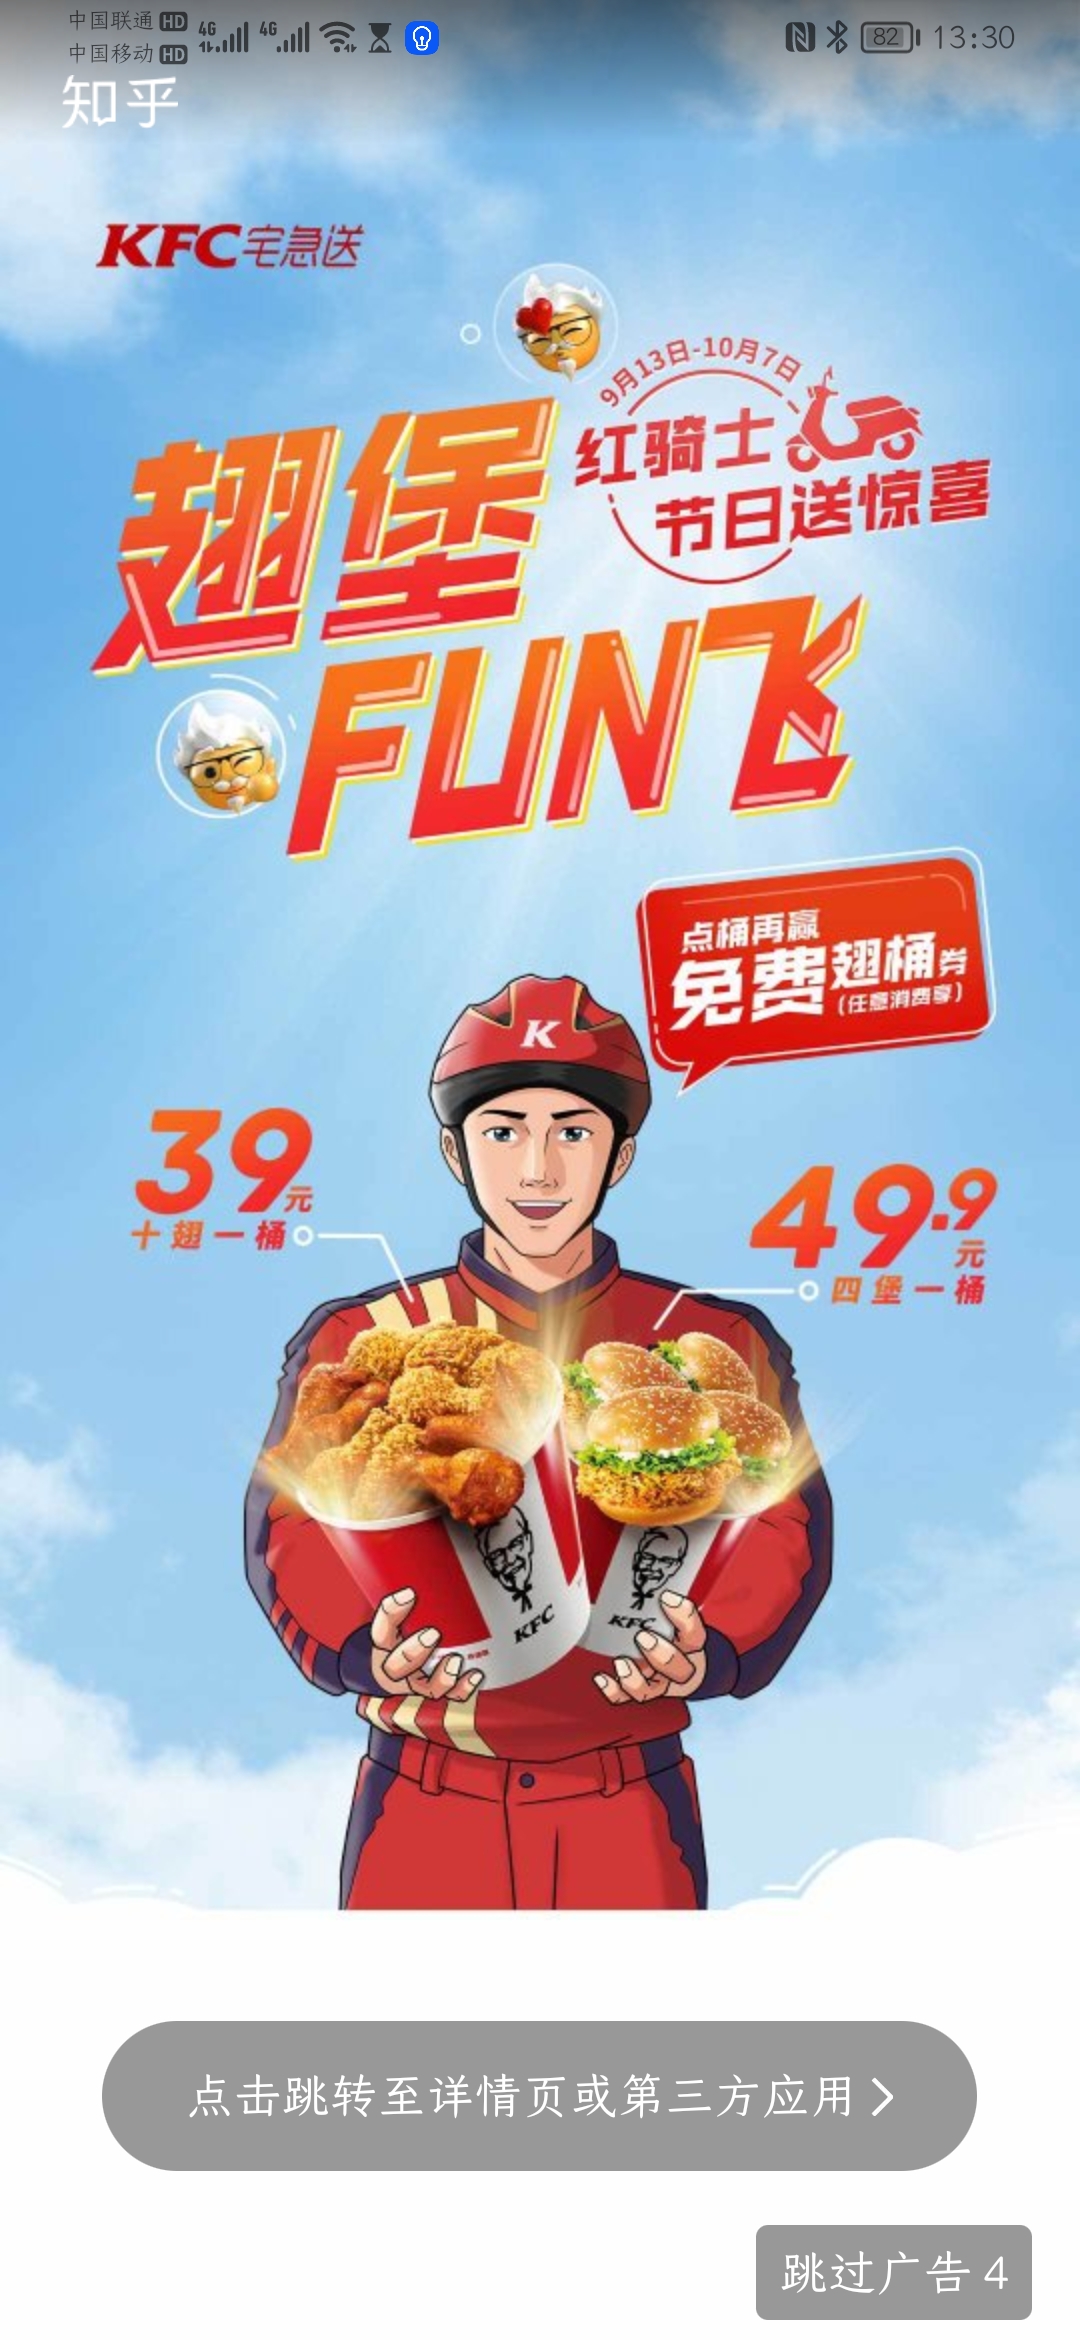 中国联通 HD 4G 4G 82 13:30
中国移动 HD
知乎
KFC宅急送
9月13日-10月7日
红骑士
节日送惊喜
翅堡
FUN飞
点桶再赢
免费翅桶券
(任意消费享)
K
39元
十翅一桶
49.9元
四堡一桶
KFC
KFC
点击跳转至详情页或第三方应用
跳过广告 4